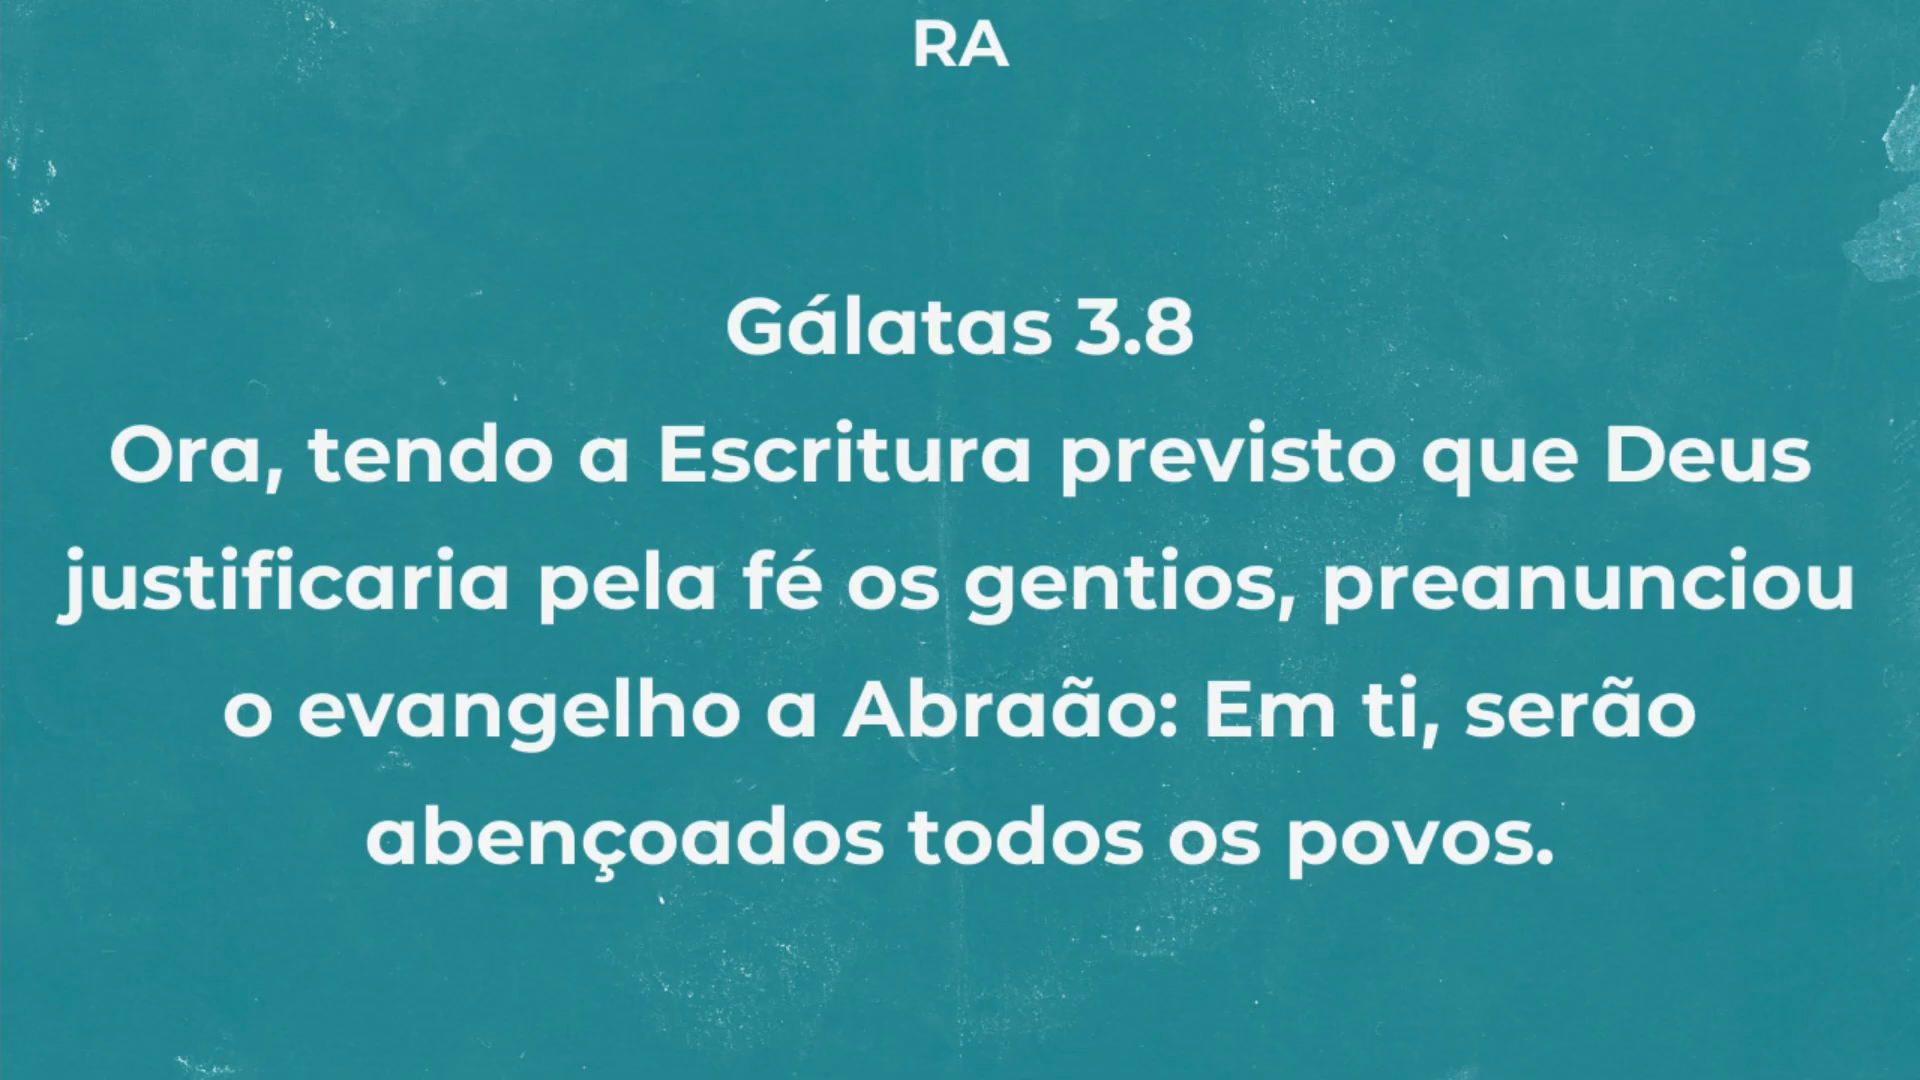 RA
Gálatas 3.8
Ora, tendo a Escritura previsto que Deus
justificaria pela fé os gentios, preanunciou
o evangelho a Abraão: Em ti, serão
abençoados todos os povos.